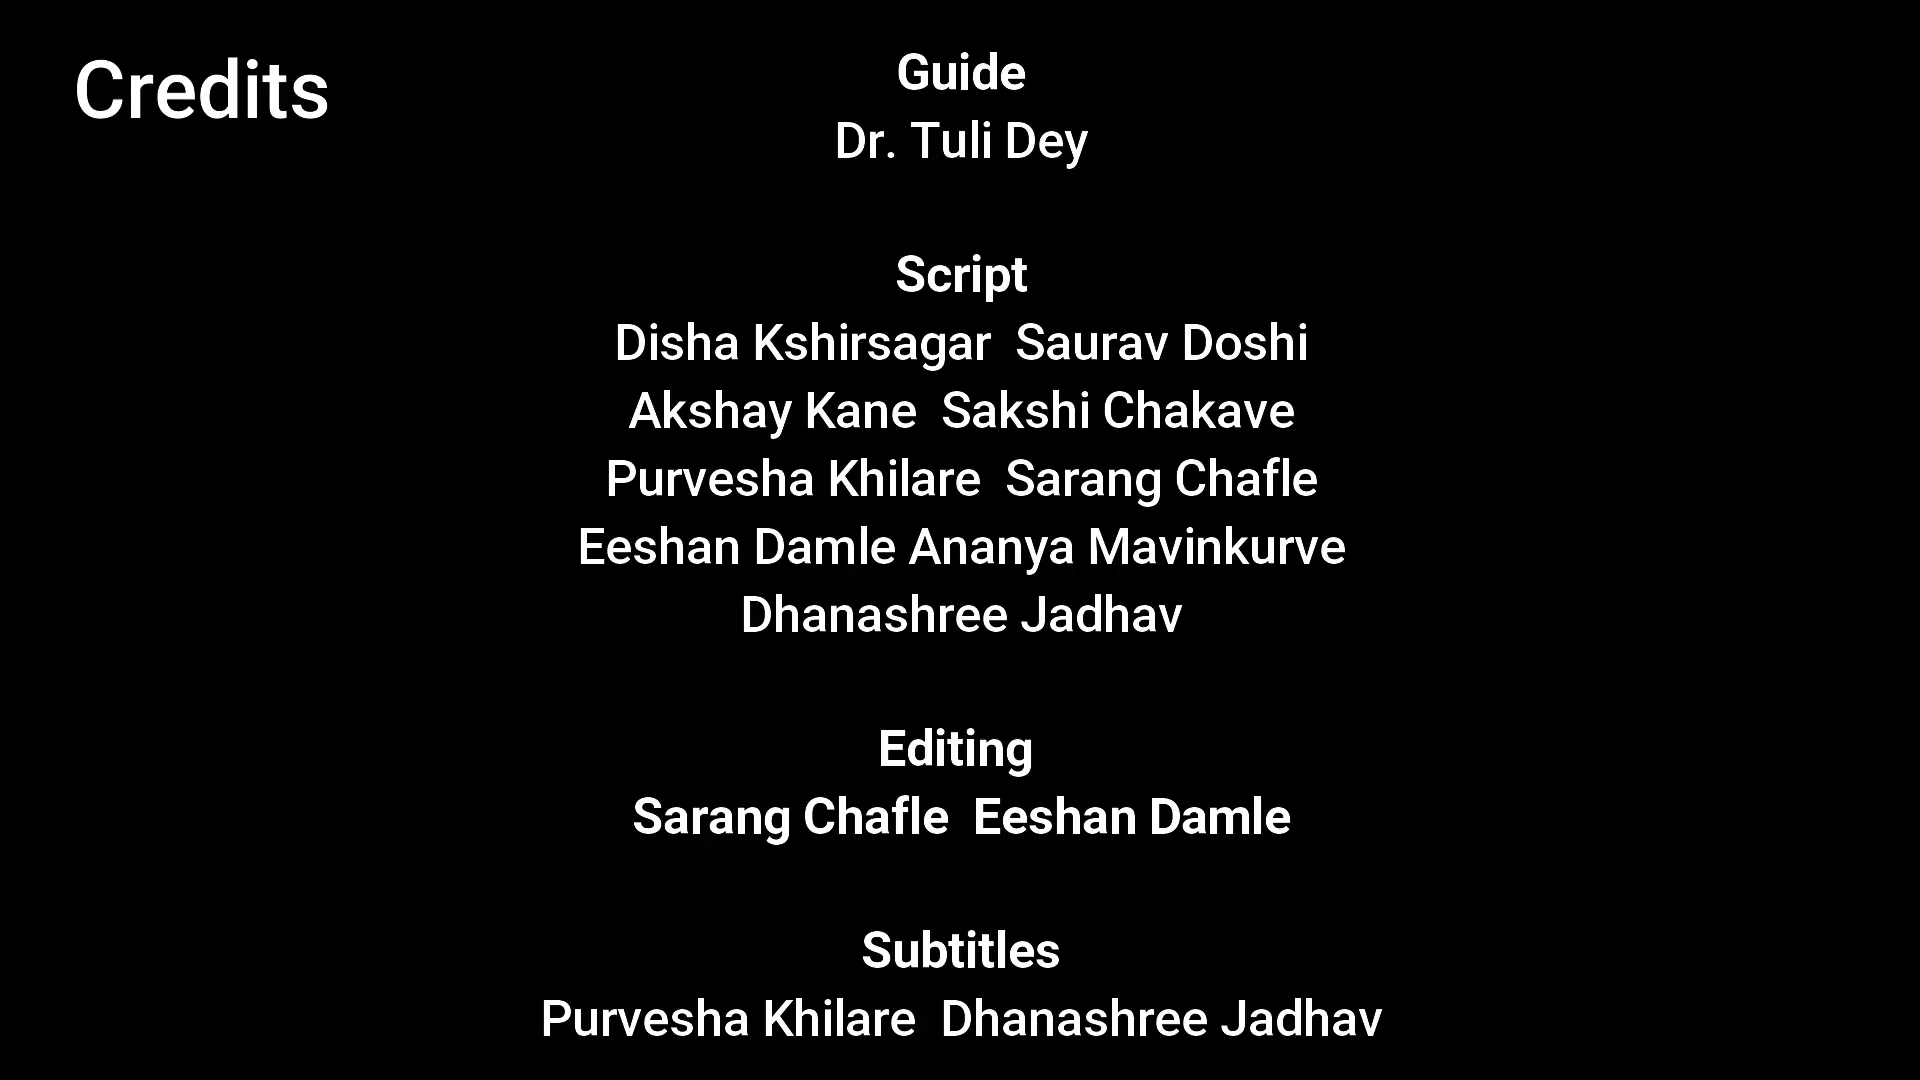 Credits
Guide
Dr. Tuli Dey
Script
Disha Kshirsagar  Saurav Doshi
Akshay Kane  Sakshi Chakave
Purvesha Khilare  Sarang Chafle
Eeshan Damle Ananya Mavinkurve
Dhanashree Jadhav
Editing
Sarang Chafle  Eeshan Damle
Subtitles
Purvesha Khilare  Dhanashree Jadhav